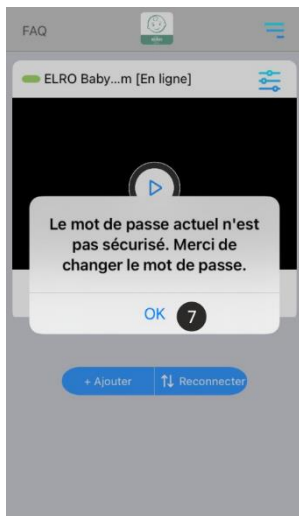 FAQ
ELRO Baby...m [En ligne]
Le mot de passe actuel n'est
pas sécurisé. Merci de
changer le mot de passe.
OK 7
+ Ajouter Reconnecter